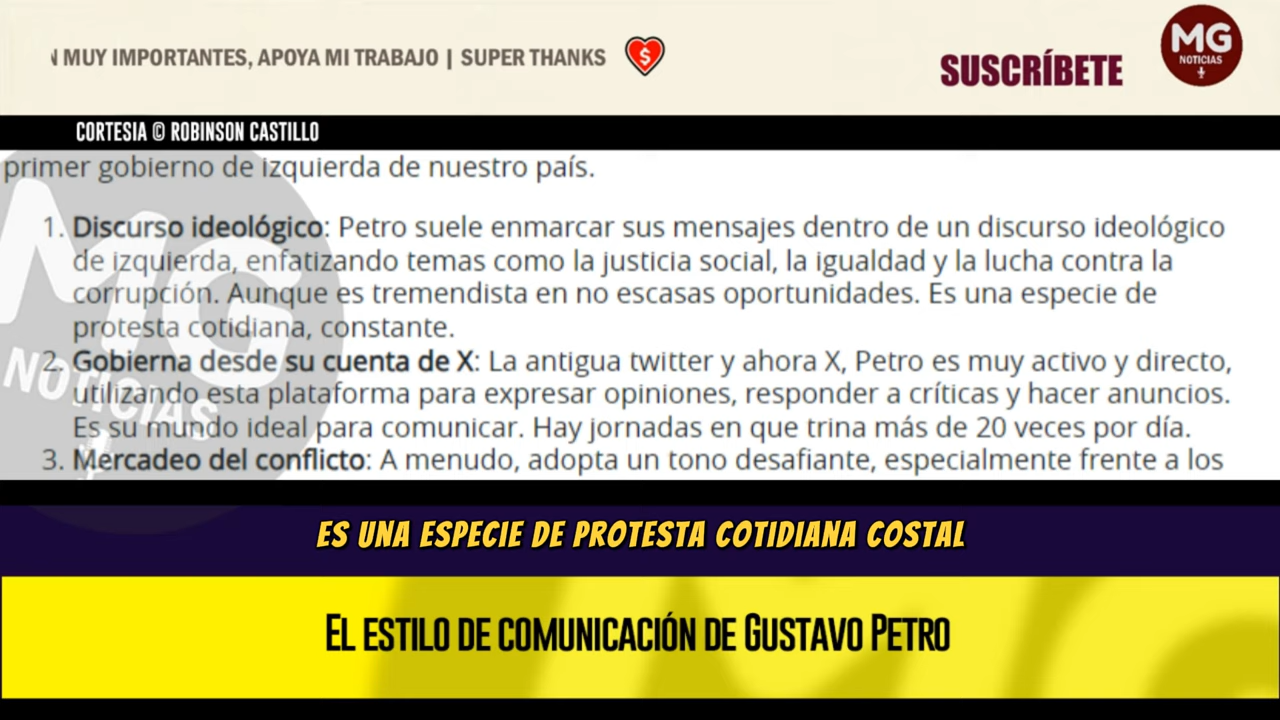 N MUY IMPORTANTES, APOYA MI TRABAJO | SUPER THANKS
$
SUSCRÍBETE
MG
NOTICIAS
CORTESIA © ROBINSON CASTILLO
primer gobierno de izquierda de nuestro país.
1. Discurso ideológico: Petro suele enmarcar sus mensajes dentro de un discurso ideológico
de izquierda, enfatizando temas como la justicia social, la igualdad y la lucha contra la
corrupción. Aunque es tremendista en no escasas oportunidades. Es una especie de
protesta cotidiana, constante.
2. Gobierna desde su cuenta de X: La antigua twitter y ahora X, Petro es muy activo y directo,
utilizando esta plataforma para expresar opiniones, responder a críticas y hacer anuncios.
Es su mundo ideal para comunicar. Hay jornadas en que trina más de 20 veces por día.
3. Mercadeo del conflicto: A menudo, adopta un tono desafiante, especialmente frente a los
MG
NOTICIAS
ES UNA ESPECIE DE PROTESTA COTIDIANA COSTAL
EL ESTILO DE COMUNICACIÓN DE GUSTAVO PETRO